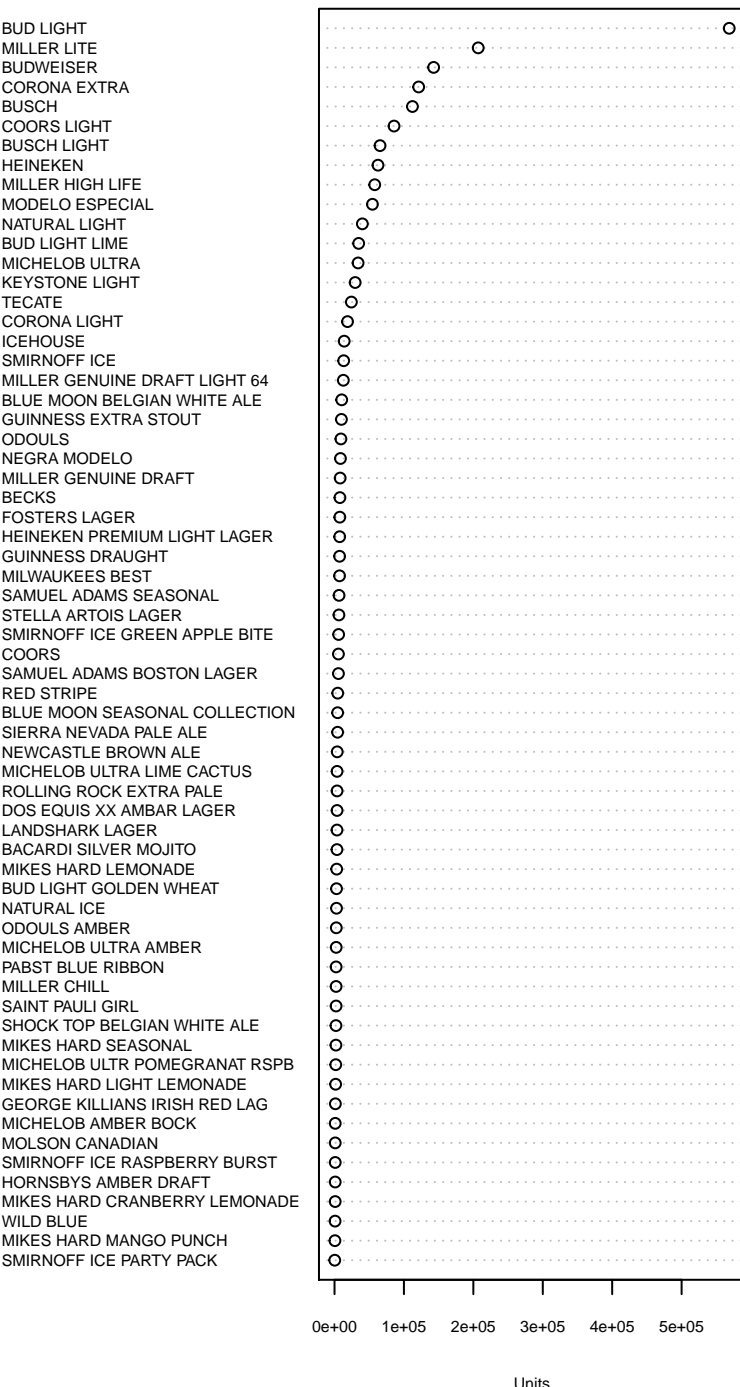 BUD LIGHT
MILLER LITE
BUDWEISER
CORONA EXTRA
BUSCH
COORS LIGHT
BUSCH LIGHT
HEINEKEN
MILLER HIGH LIFE
MODELO ESPECIAL
NATURAL LIGHT
BUD LIGHT LIME
MICHELOB ULTRA
KEYSTONE LIGHT
TECATE
CORONA LIGHT
ICEHOUSE
SMIRNOFF ICE
MILLER GENUINE DRAFT LIGHT 64
BLUE MOON BELGIAN WHITE ALE
GUINNESS EXTRA STOUT
ODOULS
NEGRA MODELO
MILLER GENUINE DRAFT
BECKS
FOSTERS LAGER
HEINEKEN PREMIUM LIGHT LAGER
GUINNESS DRAUGHT
MILWAUKEES BEST
SAMUEL ADAMS SEASONAL
STELLA ARTOIS LAGER
SMIRNOFF ICE GREEN APPLE BITE
COORS
SAMUEL ADAMS BOSTON LAGER
RED STRIPE
BLUE MOON SEASONAL COLLECTION
SIERRA NEVADA PALE ALE
NEWCASTLE BROWN ALE
MICHELOB ULTRA LIME CACTUS
ROLLING ROCK EXTRA PALE
DOS EQUIS XX AMBAR LAGER
LANDSHARK LAGER
BACARDI SILVER MOJITO
MIKES HARD LEMONADE
BUD LIGHT GOLDEN WHEAT
NATURAL ICE
ODOULS AMBER
MICHELOB ULTRA AMBER
PABST BLUE RIBBON
MILLER CHILL
SAINT PAULI GIRL
SHOCK TOP BELGIAN WHITE ALE
MIKES HARD SEASONAL
MICHELOB ULTR POMEGRANAT RSPB
MIKES HARD LIGHT LEMONADE
GEORGE KILLIANS IRISH RED LAG
MICHELOB AMBER BOCK
MOLSON CANADIAN
SMIRNOFF ICE RASPBERRY BURST
HORNSBYS AMBER DRAFT
MIKES HARD CRANBERRY LEMONADE
WILD BLUE
MIKES HARD MANGO PUNCH
SMIRNOFF ICE PARTY PACK
0e+00 1e+05 2e+05 3e+05 4e+05 5e+05
Units